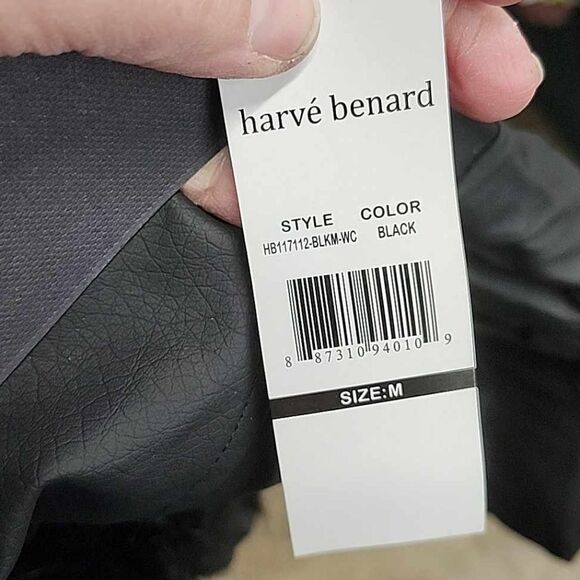 harvé benard
STYLE COLOR
HB117112-BLKM-WC BLACK
8 87310 94010 9
SIZE:M